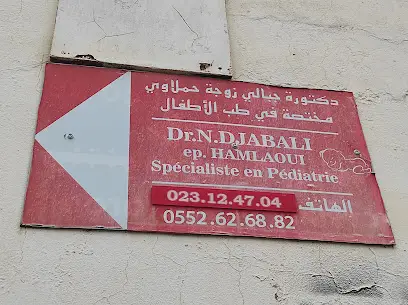 دكتورة جبالي زوجة حملاوي
مختصة في طب الأطفال
Dr.N.DJABALI
ep. HAMLAOUI
Spécialiste en Pédiatrie
023.12.47.04 الهاتف
0552.62.68.82